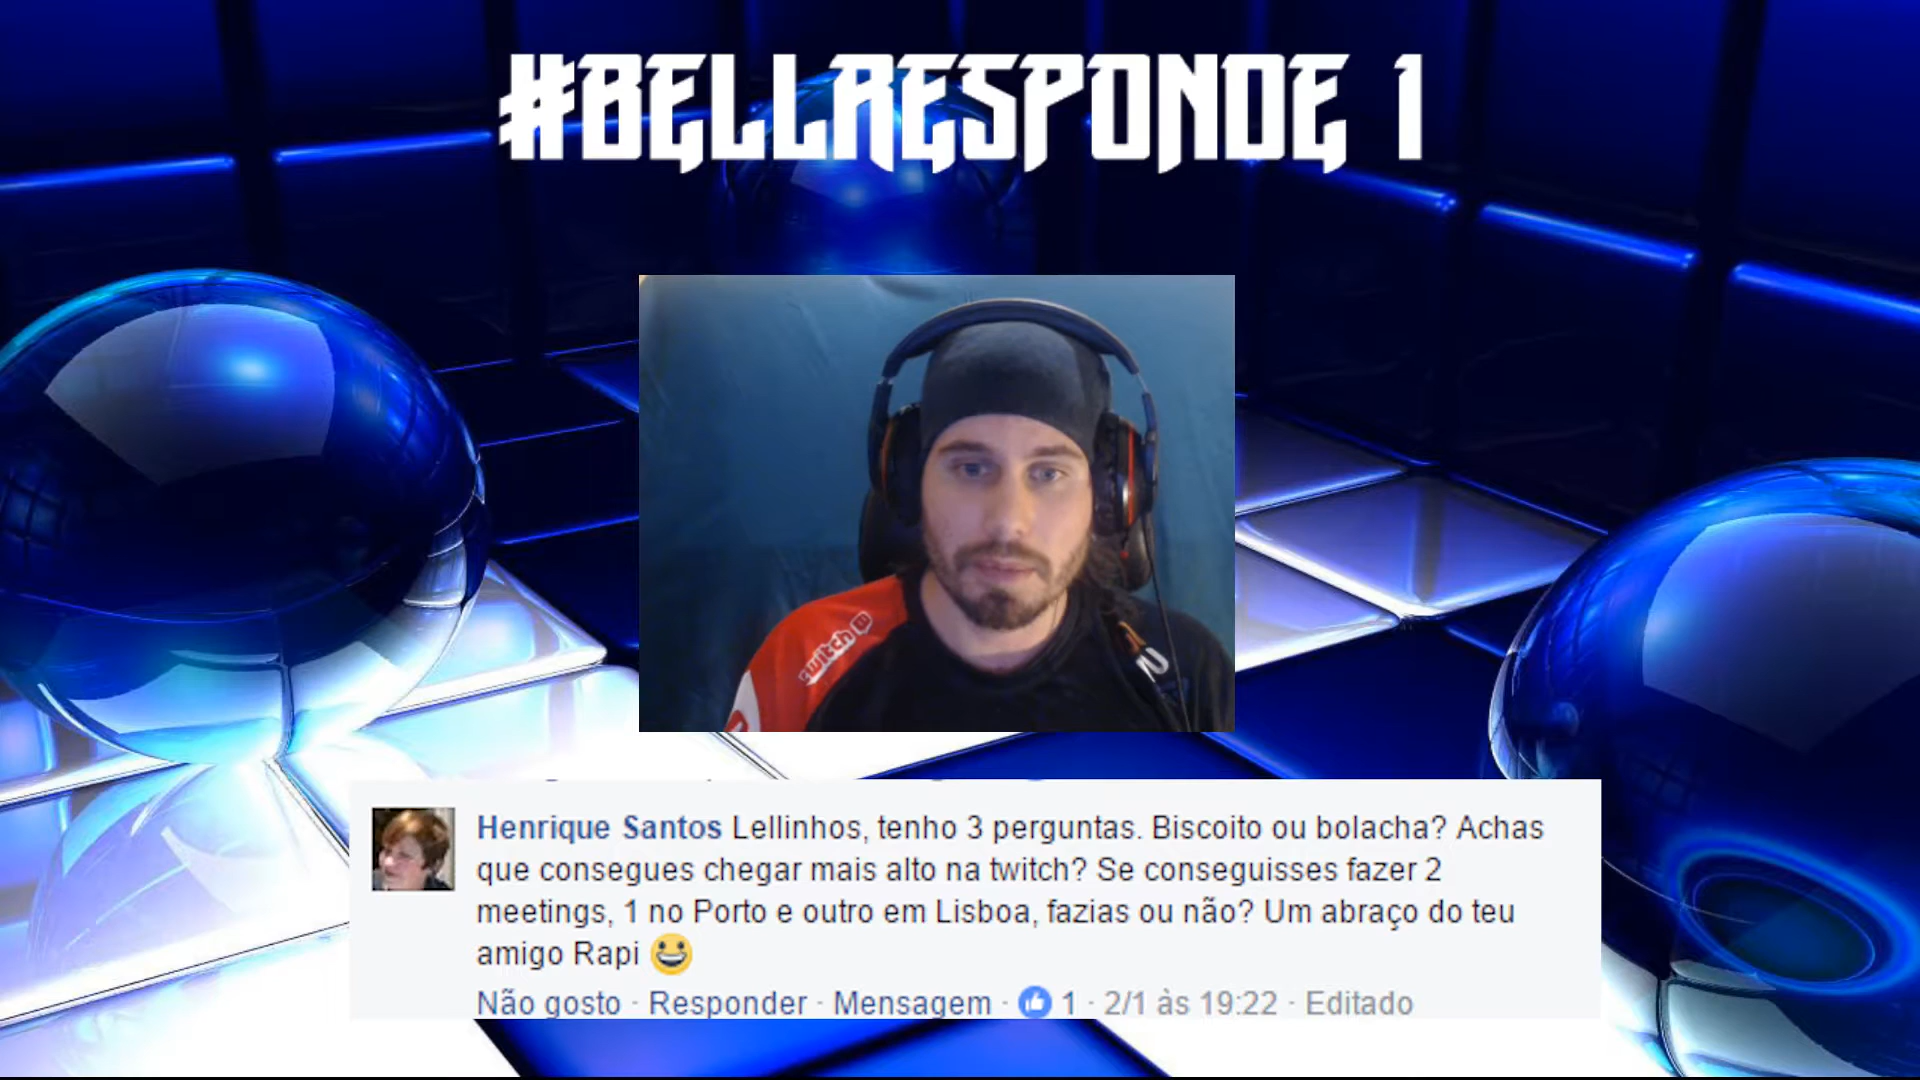 #BELLRESPONDE 1
twitch
Henrique Santos Lellinhos, tenho 3 perguntas. Biscoito ou bolacha? Achas
que consegues chegar mais alto na twitch? Se conseguisses fazer 2
meetings, 1 no Porto e outro em Lisboa, fazias ou não? Um abraço do teu
amigo Rapi 😀
Não gosto · Responder · Mensagem · 1 · 2/1 às 19:22 · Editado